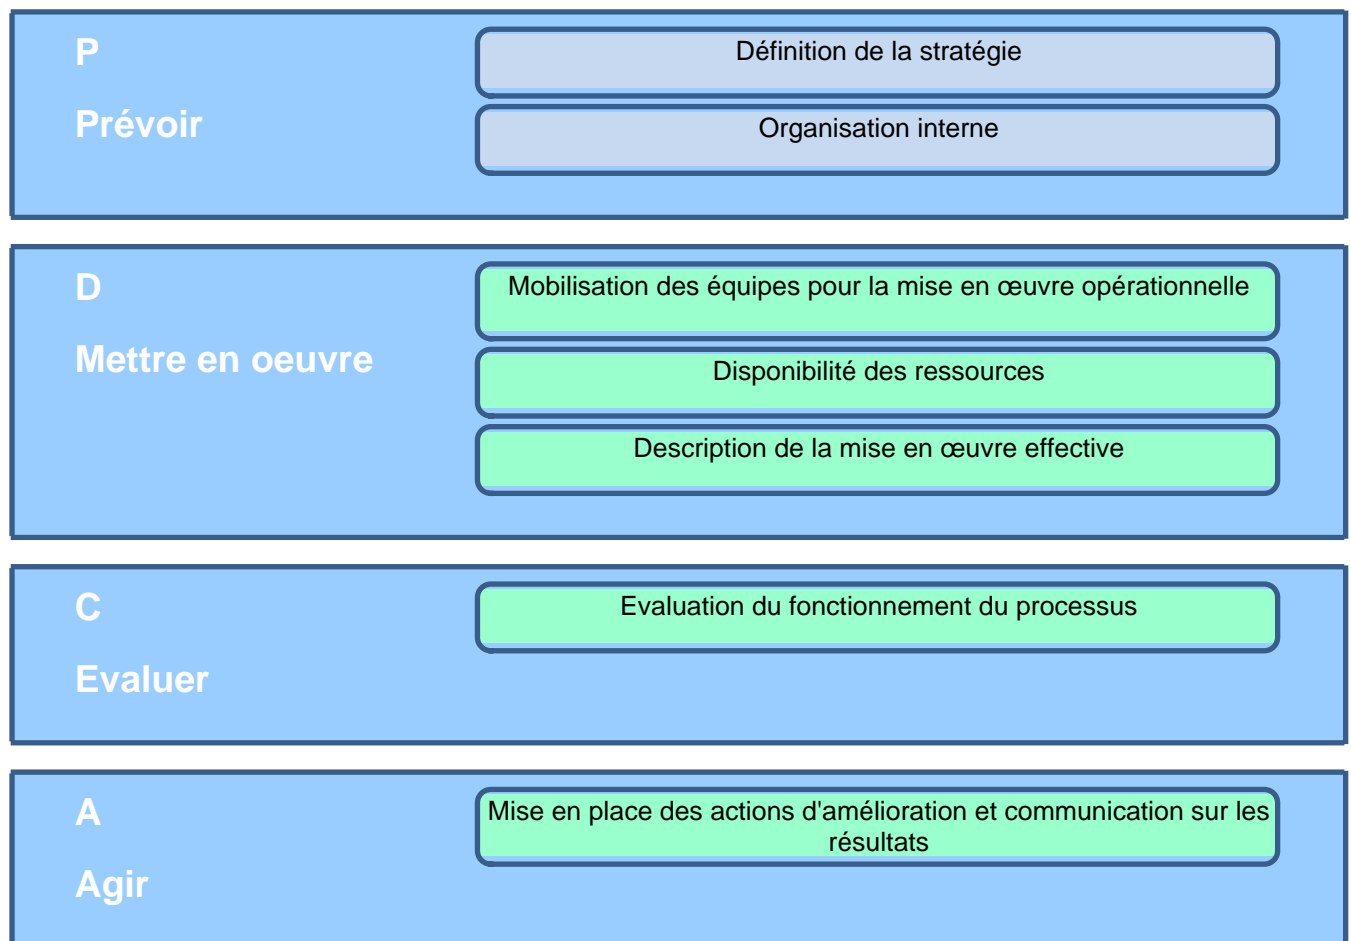 P
Définition de la stratégie
Prévoir
Organisation interne
D
Mobilisation des équipes pour la mise en œuvre opérationnelle
Mettre en oeuvre
Disponibilité des ressources
Description de la mise en œuvre effective
C
Evaluation du fonctionnement du processus
Evaluer
A
Mise en place des actions d'amélioration et communication sur les
résultats
Agir